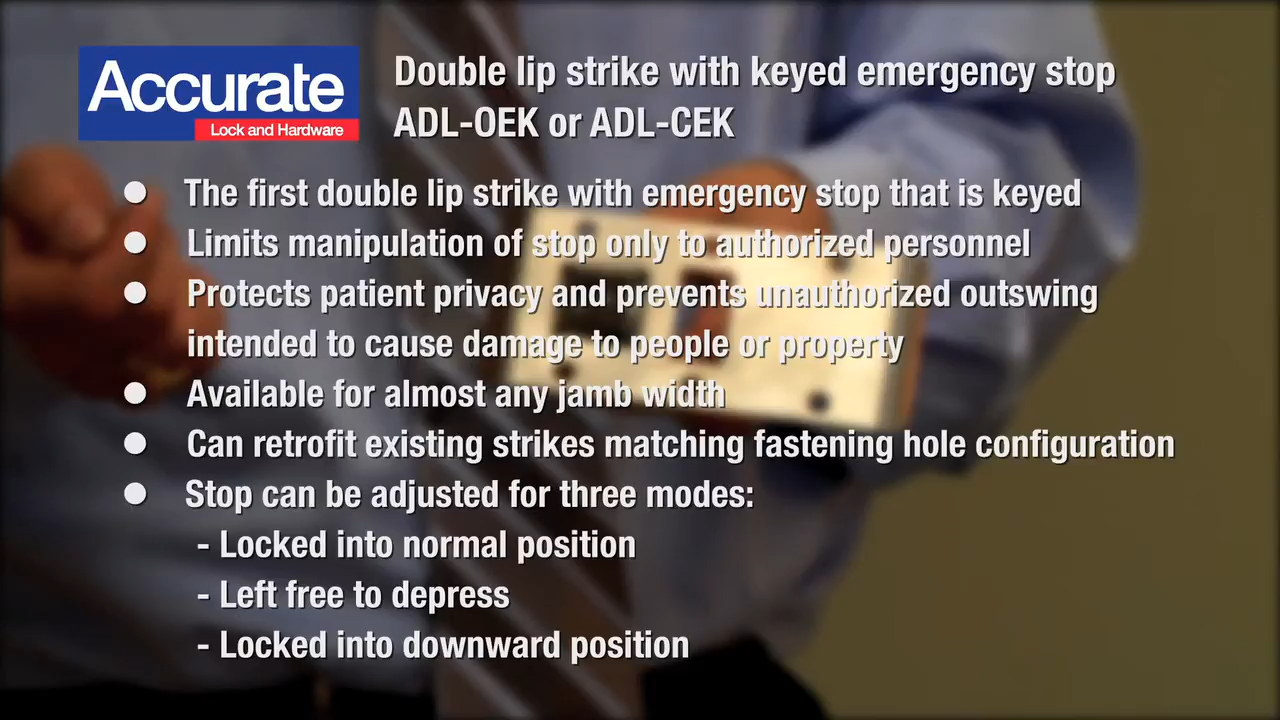 Accurate
Lock and Hardware
Double lip strike with keyed emergency stop
ADL-OEK or ADL-CEK
● The first double lip strike with emergency stop that is keyed
● Limits manipulation of stop only to authorized personnel
● Protects patient privacy and prevents unauthorized outswing
intended to cause damage to people or property
● Available for almost any jamb width
● Can retrofit existing strikes matching fastening hole configuration
● Stop can be adjusted for three modes:
- Locked into normal position
- Left free to depress
- Locked into downward position